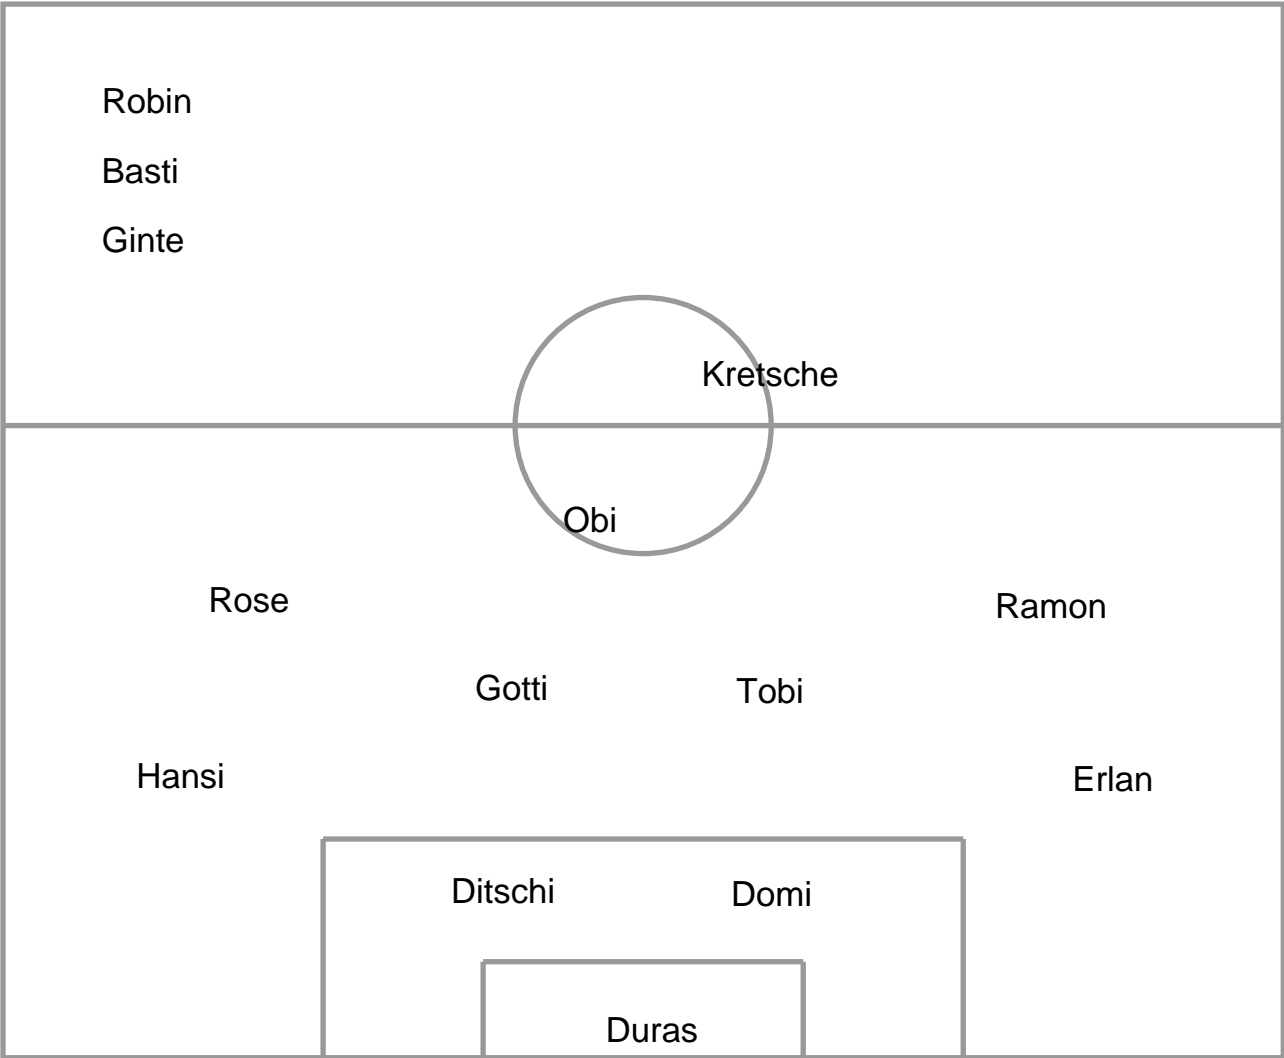 Robin
Basti
Ginte
Kretsche
Obi
Rose
Ramon
Gotti
Tobi
Hansi
Erlan
Ditschi
Domi
Duras